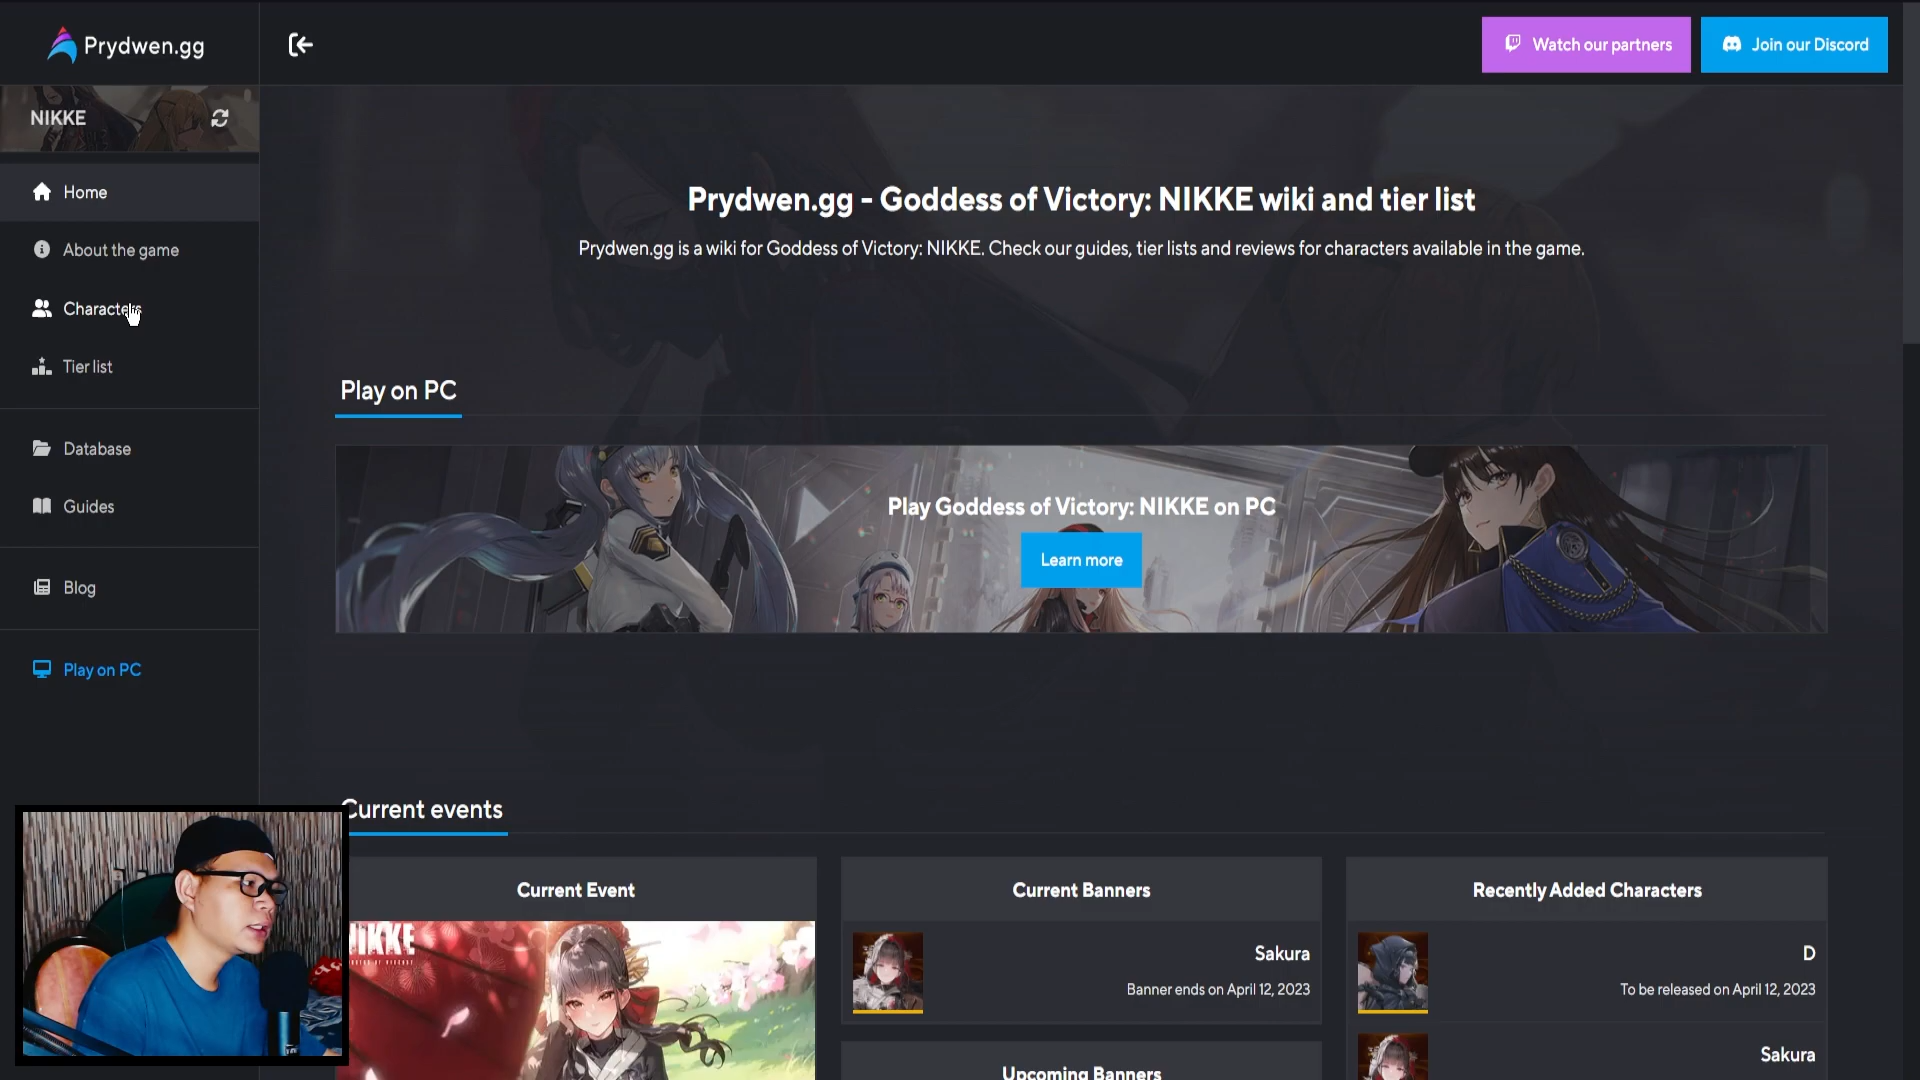 Prydwen.gg
Watch our partners
Join our Discord
NIKKE
Home
About the game
Characters
Tier list
Database
Guides
Blog
Play on PC
Prydwen.gg - Goddess of Victory: NIKKE wiki and tier list
Prydwen.gg is a wiki for Goddess of Victory: NIKKE. Check our guides, tier lists and reviews for characters available in the game.
Play on PC
Play Goddess of Victory: NIKKE on PC
Learn more
Current events
Current Event
NIKKE
Current Banners
Sakura
Banner ends on April 12, 2023
Upcoming Banners
Recently Added Characters
D
To be released on April 12, 2023
Sakura